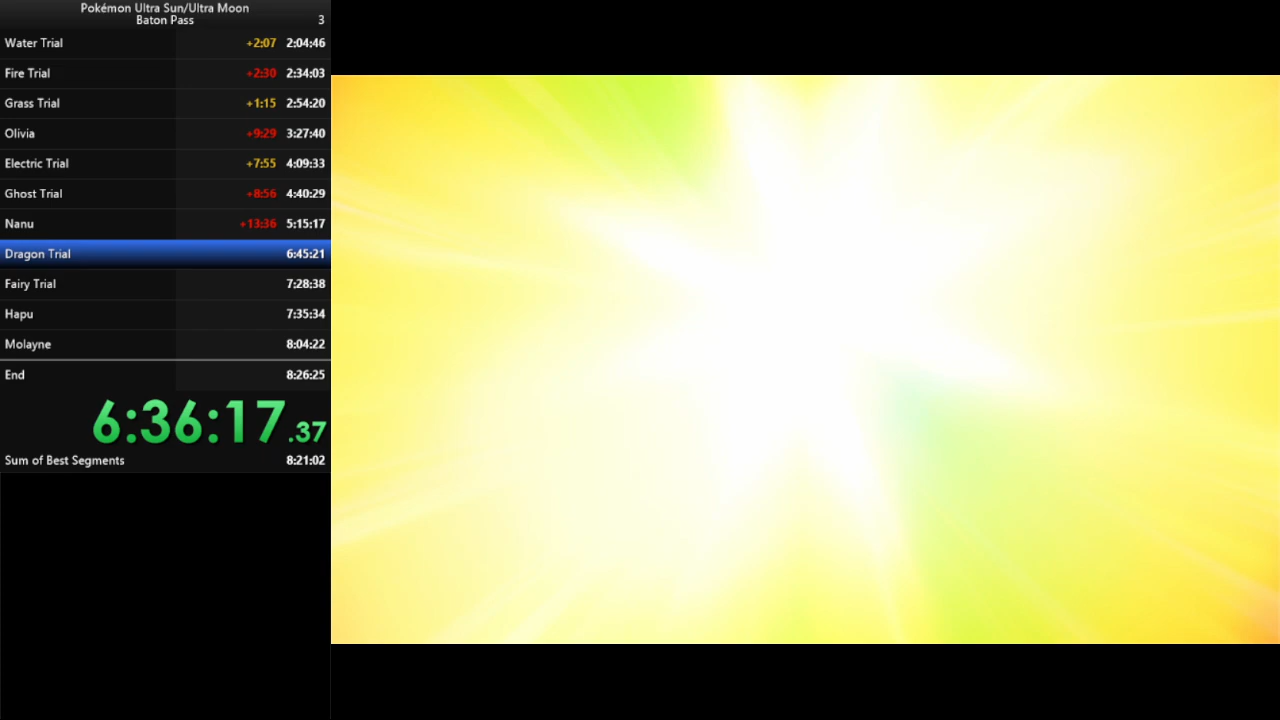 Pokémon Ultra Sun/Ultra Moon
Baton Pass 3
Water Trial +2:07 2:04:46
Fire Trial +2:30 2:34:03
Grass Trial +1:15 2:54:20
Olivia +9:29 3:27:40
Electric Trial +7:55 4:09:33
Ghost Trial +8:56 4:40:29
Nanu +13:36 5:15:17
Dragon Trial 6:45:21
Fairy Trial 7:28:38
Hapu 7:35:34
Molayne 8:04:22
End 8:26:25
6:36:17.37
Sum of Best Segments 8:21:02